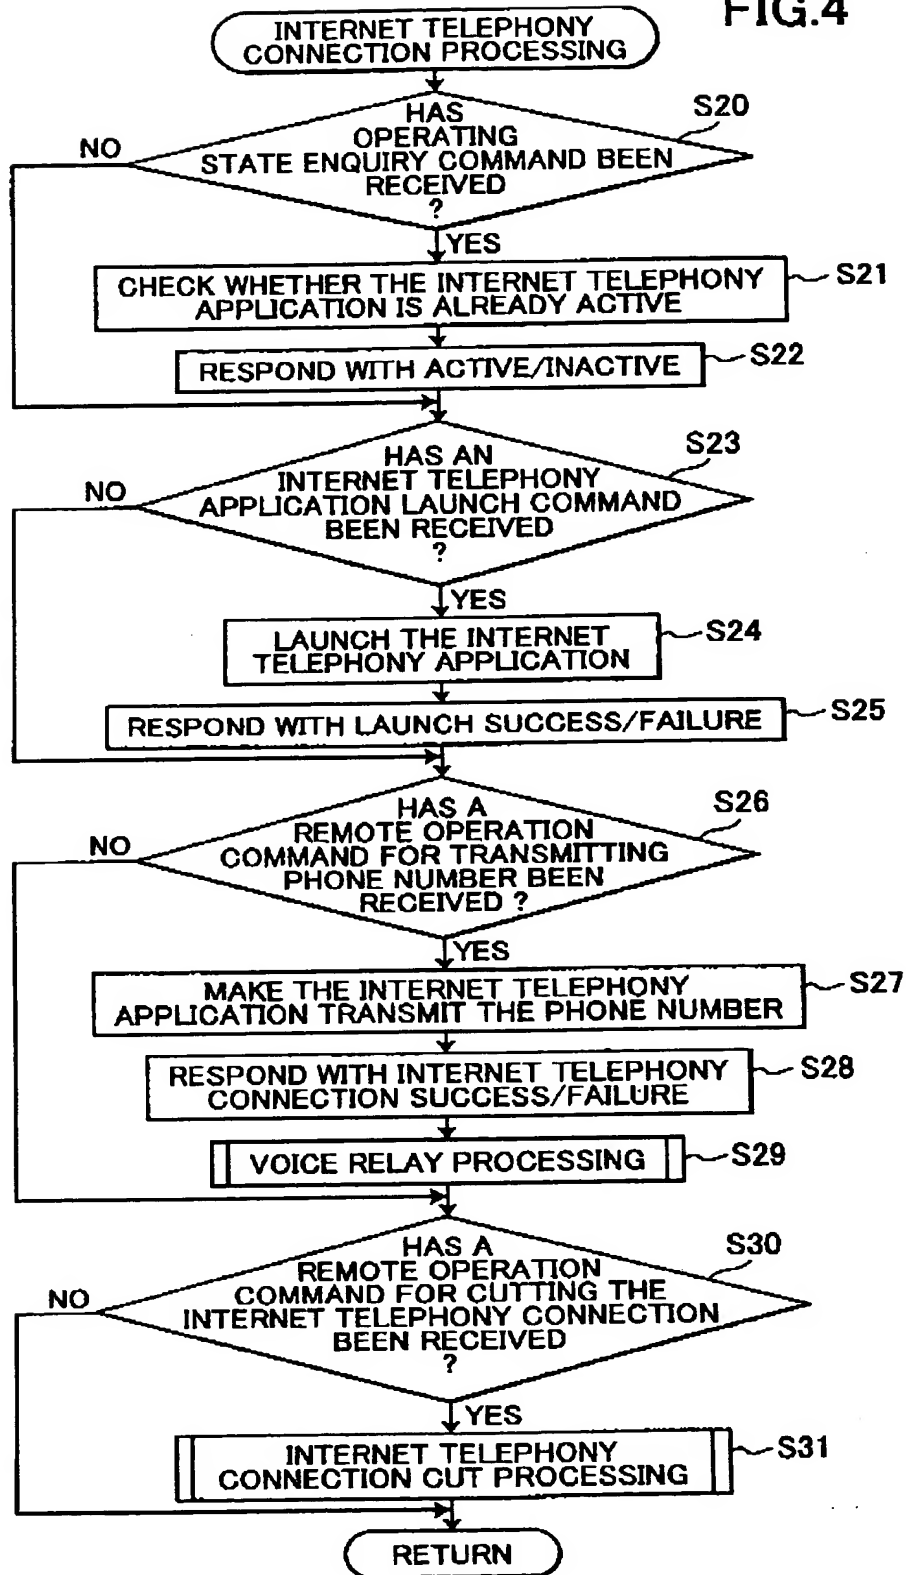 FIG.4
INTERNET TELEPHONY
CONNECTION PROCESSING
S20
HAS
OPERATING
STATE ENQUIRY COMMAND BEEN
RECEIVED
?
NO
YES
CHECK WHETHER THE INTERNET TELEPHONY
APPLICATION IS ALREADY ACTIVE
S21
RESPOND WITH ACTIVE/INACTIVE
S22
S23
HAS AN
INTERNET TELEPHONY
APPLICATION LAUNCH COMMAND
BEEN RECEIVED
?
NO
YES
LAUNCH THE INTERNET
TELEPHONY APPLICATION
S24
RESPOND WITH LAUNCH SUCCESS/FAILURE
S25
S26
HAS A
REMOTE OPERATION
COMMAND FOR TRANSMITTING
PHONE NUMBER BEEN
RECEIVED ?
NO
YES
MAKE THE INTERNET TELEPHONY
APPLICATION TRANSMIT THE PHONE NUMBER
S27
RESPOND WITH INTERNET TELEPHONY
CONNECTION SUCCESS/FAILURE
S28
VOICE RELAY PROCESSING
S29
S30
HAS A
REMOTE OPERATION
COMMAND FOR CUTTING THE
INTERNET TELEPHONY CONNECTION
BEEN RECEIVED
?
NO
YES
INTERNET TELEPHONY
CONNECTION CUT PROCESSING
S31
RETURN